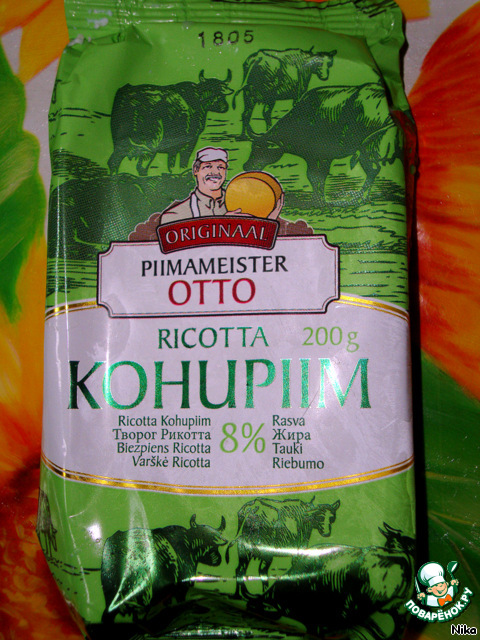 1805
ORIGINAAL
PIIMAMEISTER
OTTO
RICOTTA 200 g
KOHUPIIM
Ricotta Kohupiim
Творог Рикотта
Biezpiens Ricotta
Varškė Ricotta
8%
Rasva
Жира
Tauki
Riebumo
ПОВАРЁНОК.РУ
Nika